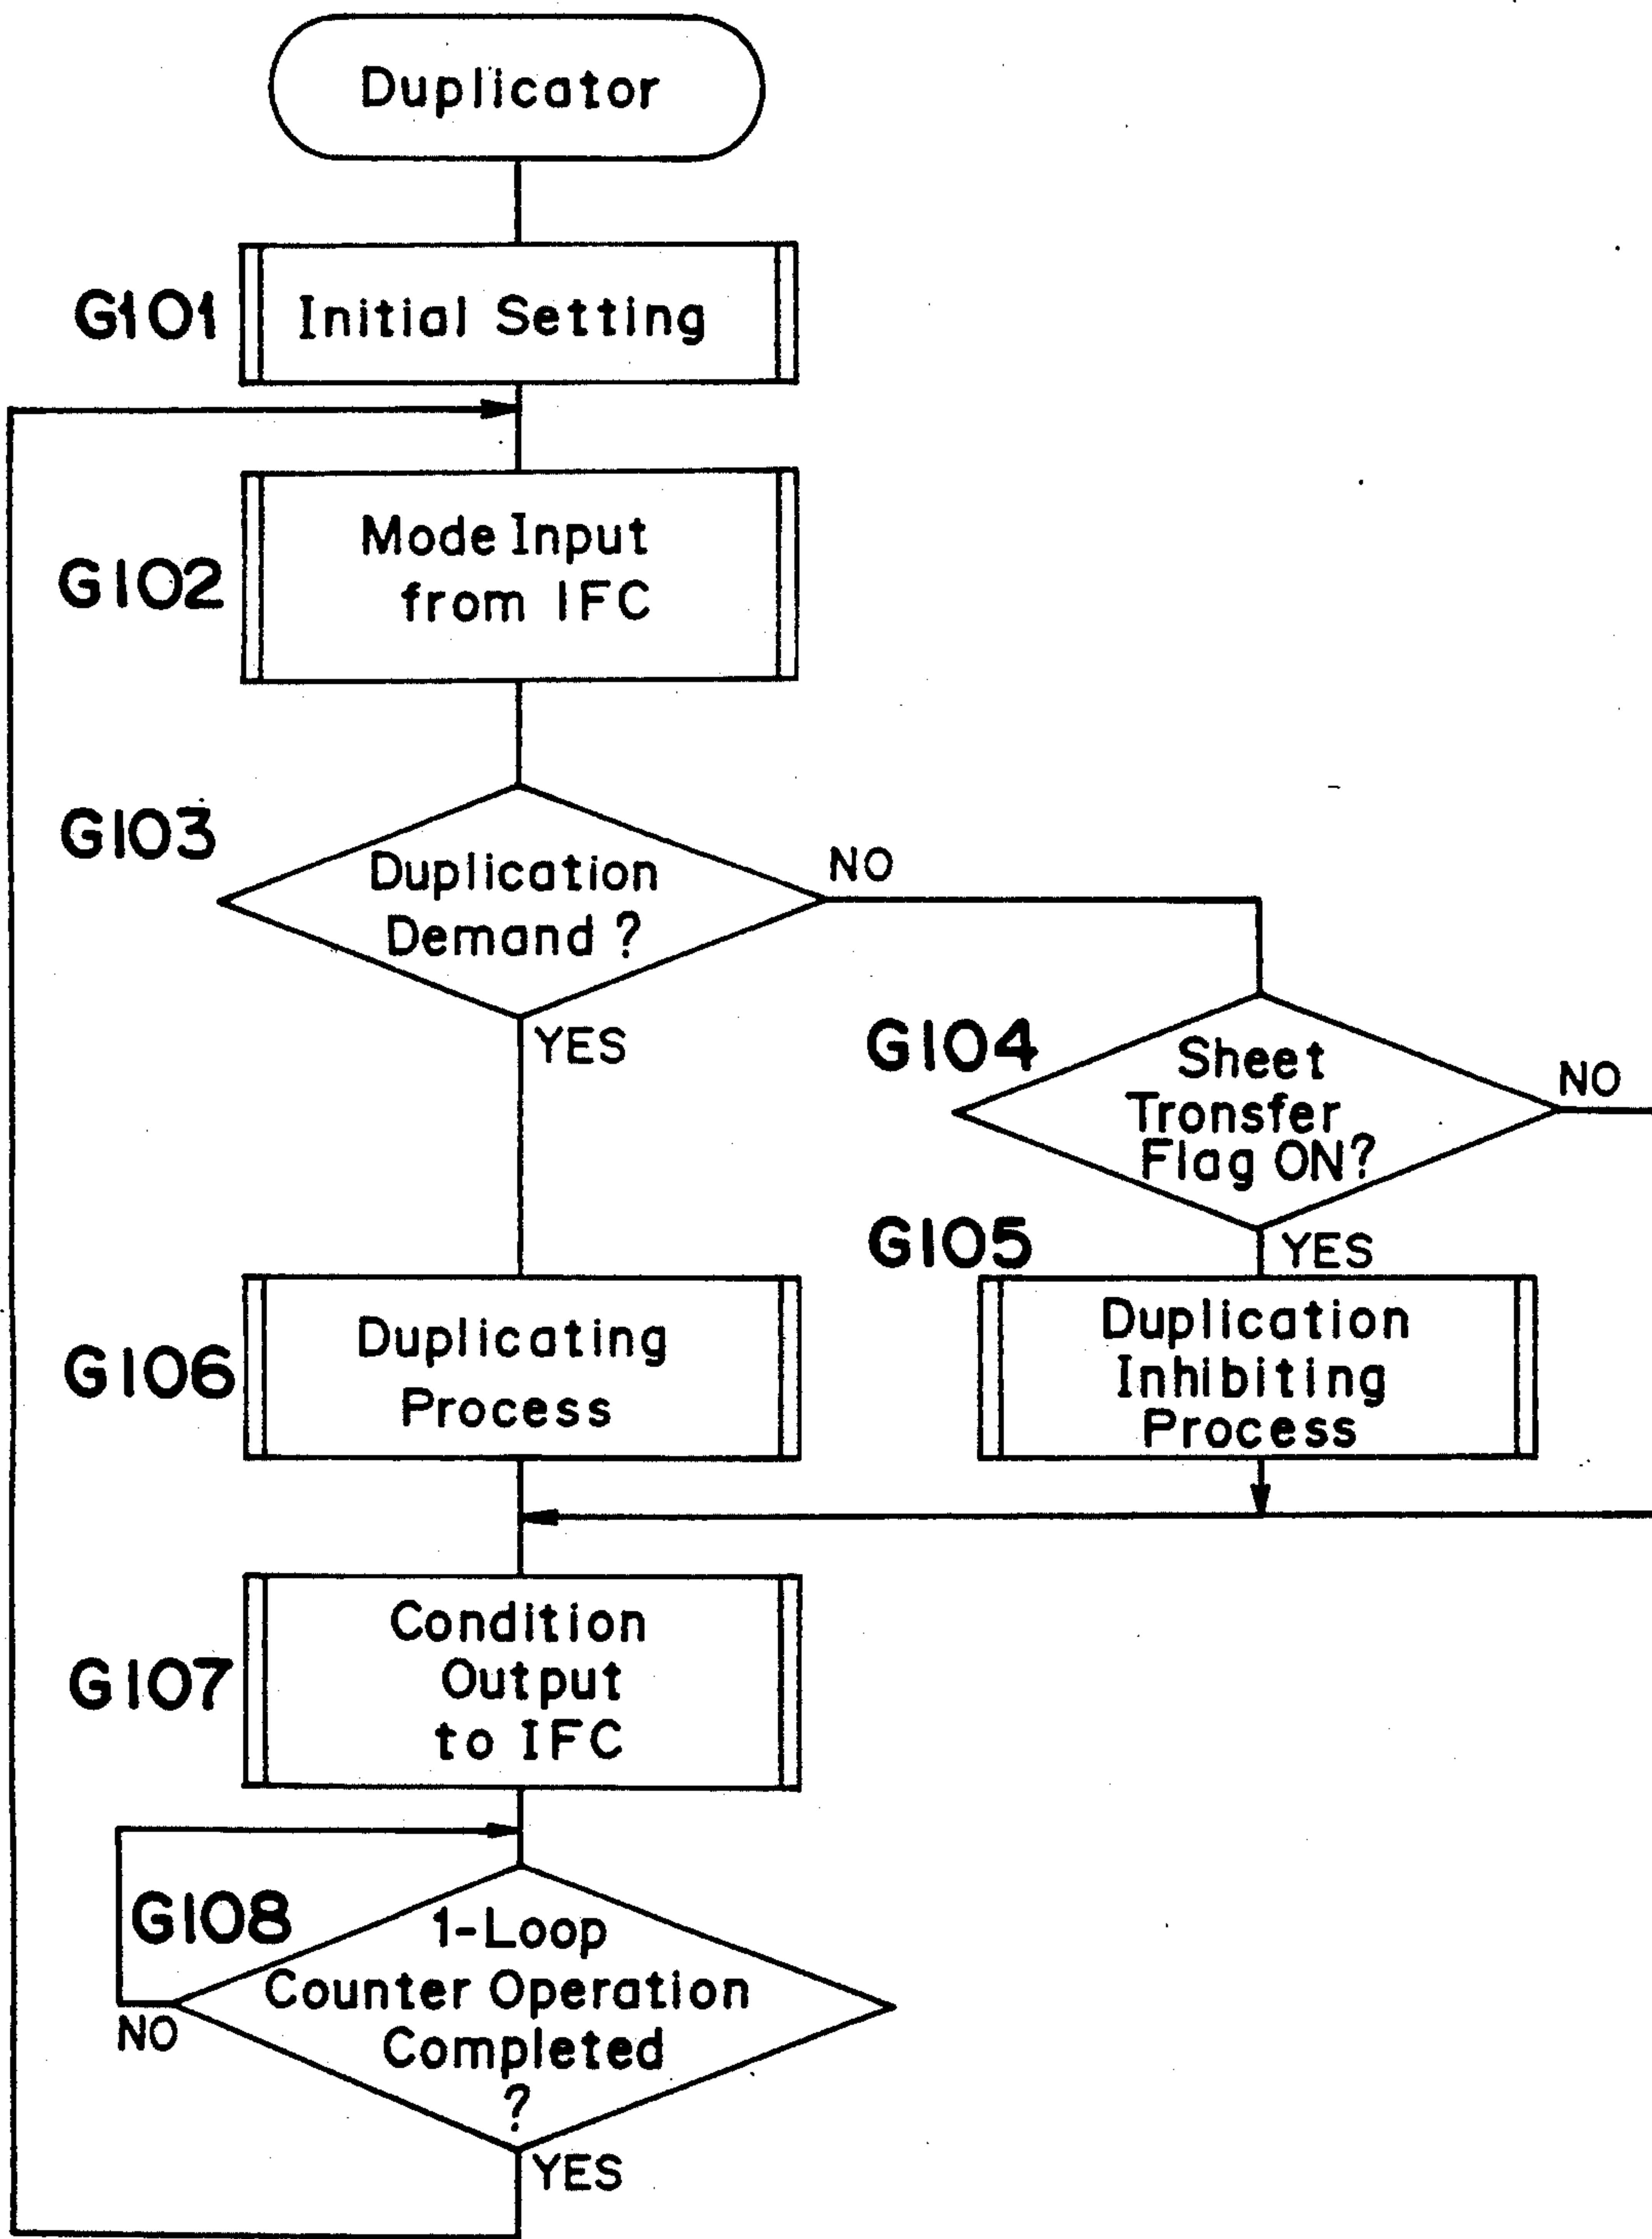 Duplicator
G101
Initial Setting
G102
Mode Input
from IFC
G103
Duplication
Demand ?
NO
YES
G104
Sheet
Tronsfer
Flag ON?
NO
YES
G105
Duplication
Inhibiting
Process
G106
Duplicating
Process
G107
Condition
Output
to IFC
G108
1-Loop
Counter Operation
Completed
?
NO
YES